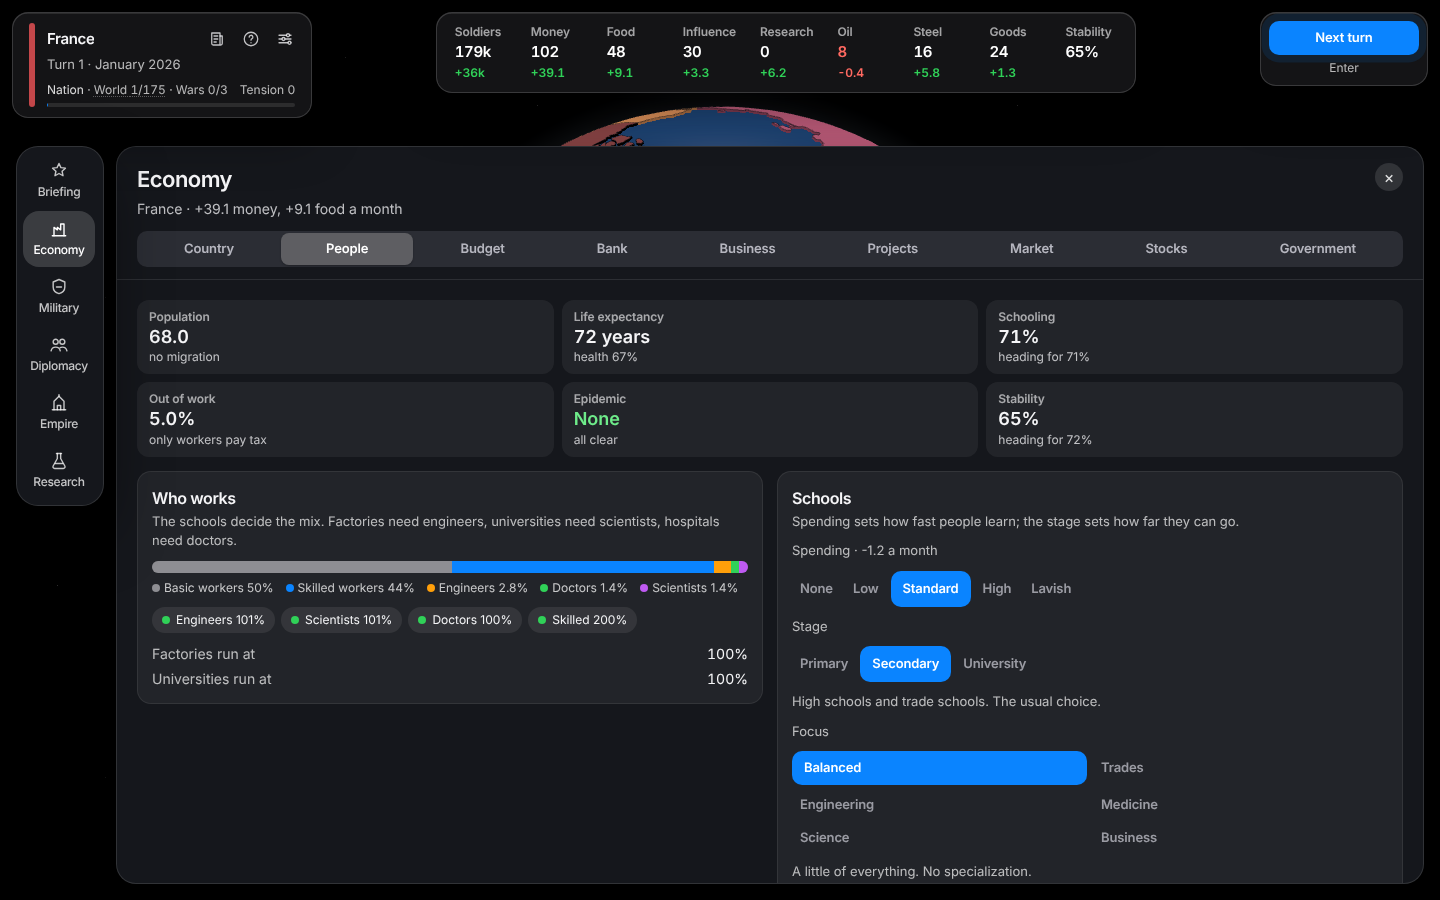 France
Turn 1 · January 2026
Nation · World 1/175 · Wars 0/3 Tension 0
Soldiers Money Food Influence Research Oil Steel Goods Stability
179k 102 48 30 0 8 16 24 65%
+36k +39.1 +9.1 +3.3 +6.2 -0.4 +5.8 +1.3
Next turn
Enter
Briefing
Economy
Military
Diplomacy
Empire
Research
Economy
France · +39.1 money, +9.1 food a month
Country People Budget Bank Business Projects Market Stocks Government
Population
68.0
no migration
Life expectancy
72 years
health 67%
Schooling
71%
heading for 71%
Out of work
5.0%
only workers pay tax
Epidemic
None
all clear
Stability
65%
heading for 72%
Who works
The schools decide the mix. Factories need engineers, universities need scientists, hospitals
need doctors.
Basic workers 50% Skilled workers 44% Engineers 2.8% Doctors 1.4% Scientists 1.4%
Engineers 101% Scientists 101% Doctors 100% Skilled 200%
Factories run at 100%
Universities run at 100%
Schools
Spending sets how fast people learn; the stage sets how far they can go.
Spending · -1.2 a month
None Low Standard High Lavish
Stage
Primary Secondary University
High schools and trade schools. The usual choice.
Focus
Balanced Trades
Engineering Medicine
Science Business
A little of everything. No specialization.